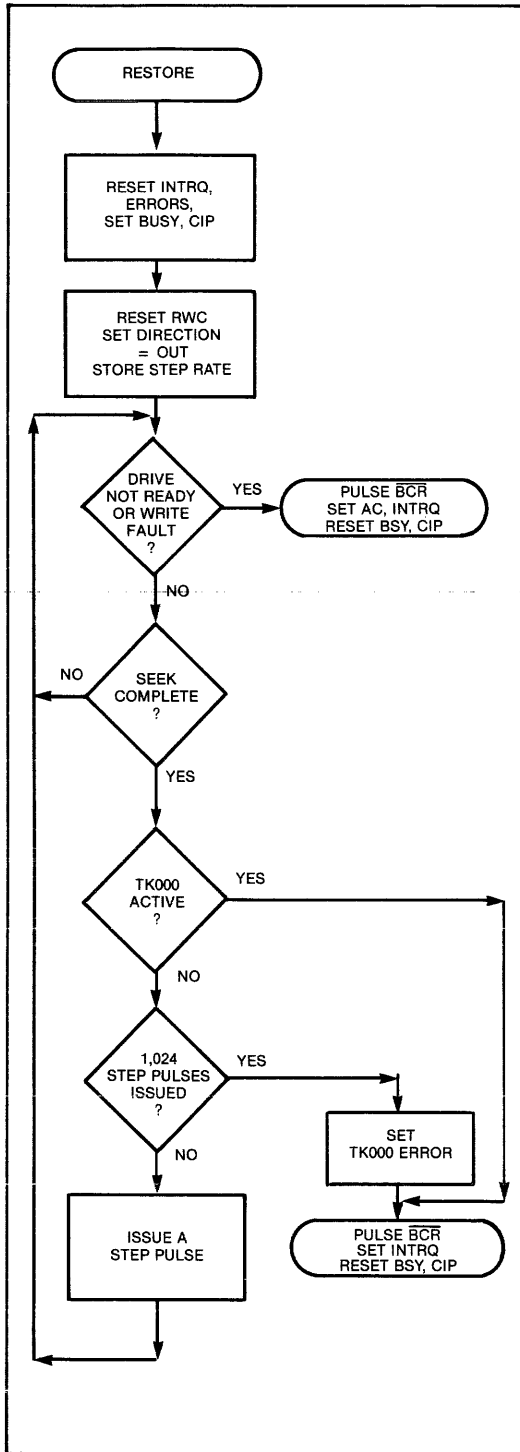 RESTORE
RESET INTRQ,
ERRORS,
SET BUSY, CIP
RESET RWC
SET DIRECTION
= OUT
STORE STEP RATE
DRIVE
NOT READY
OR WRITE
FAULT
?
YES
PULSE B̅C̅R̅
SET AC, INTRQ
RESET BSY, CIP
NO
SEEK
COMPLETE
?
NO
YES
TK000
ACTIVE
?
YES
NO
1,024
STEP PULSES
ISSUED
?
YES
SET
TK000 ERROR
NO
ISSUE A
STEP PULSE
PULSE B̅C̅R̅
SET INTRQ
RESET BSY, CIP